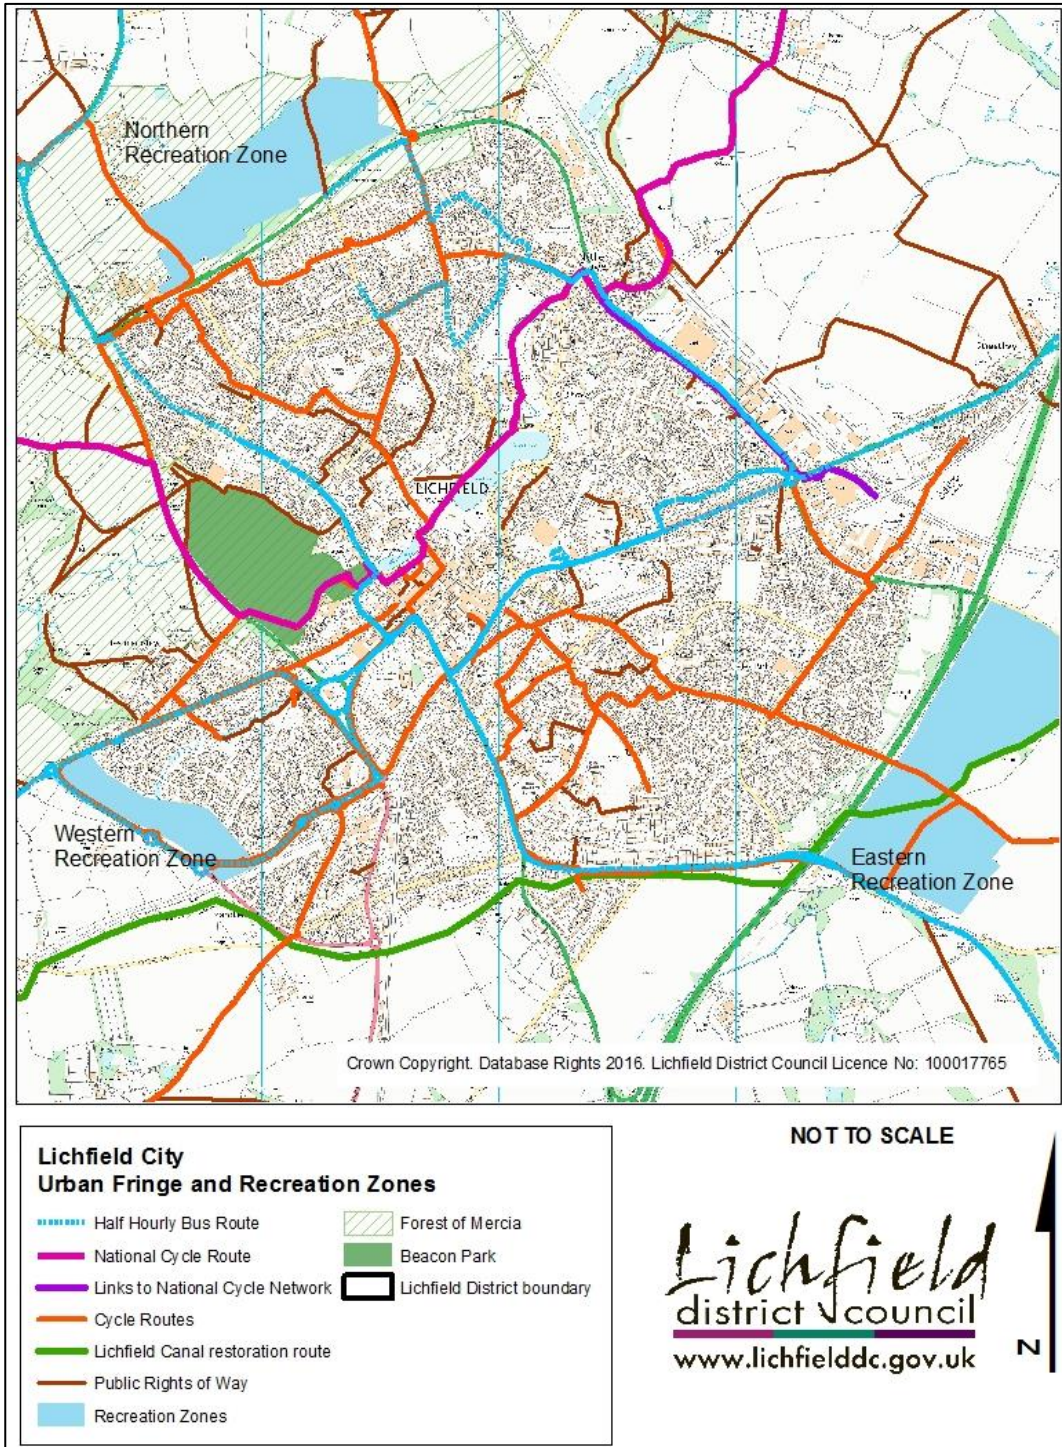 Northern
Recreation Zone
LICHFIELD
Western
Recreation Zone
Eastern
Recreation Zone
Crown Copyright. Database Rights 2016. Lichfield District Council Licence No: 100017765
NOT TO SCALE
Lichfield City
Urban Fringe and Recreation Zones
Half Hourly Bus Route
National Cycle Route
Links to National Cycle Network
Cycle Routes
Lichfield Canal restoration route
Public Rights of Way
Recreation Zones
Forest of Mercia
Beacon Park
Lichfield District boundary
Lichfield
district council
www.lichfielddc.gov.uk
N